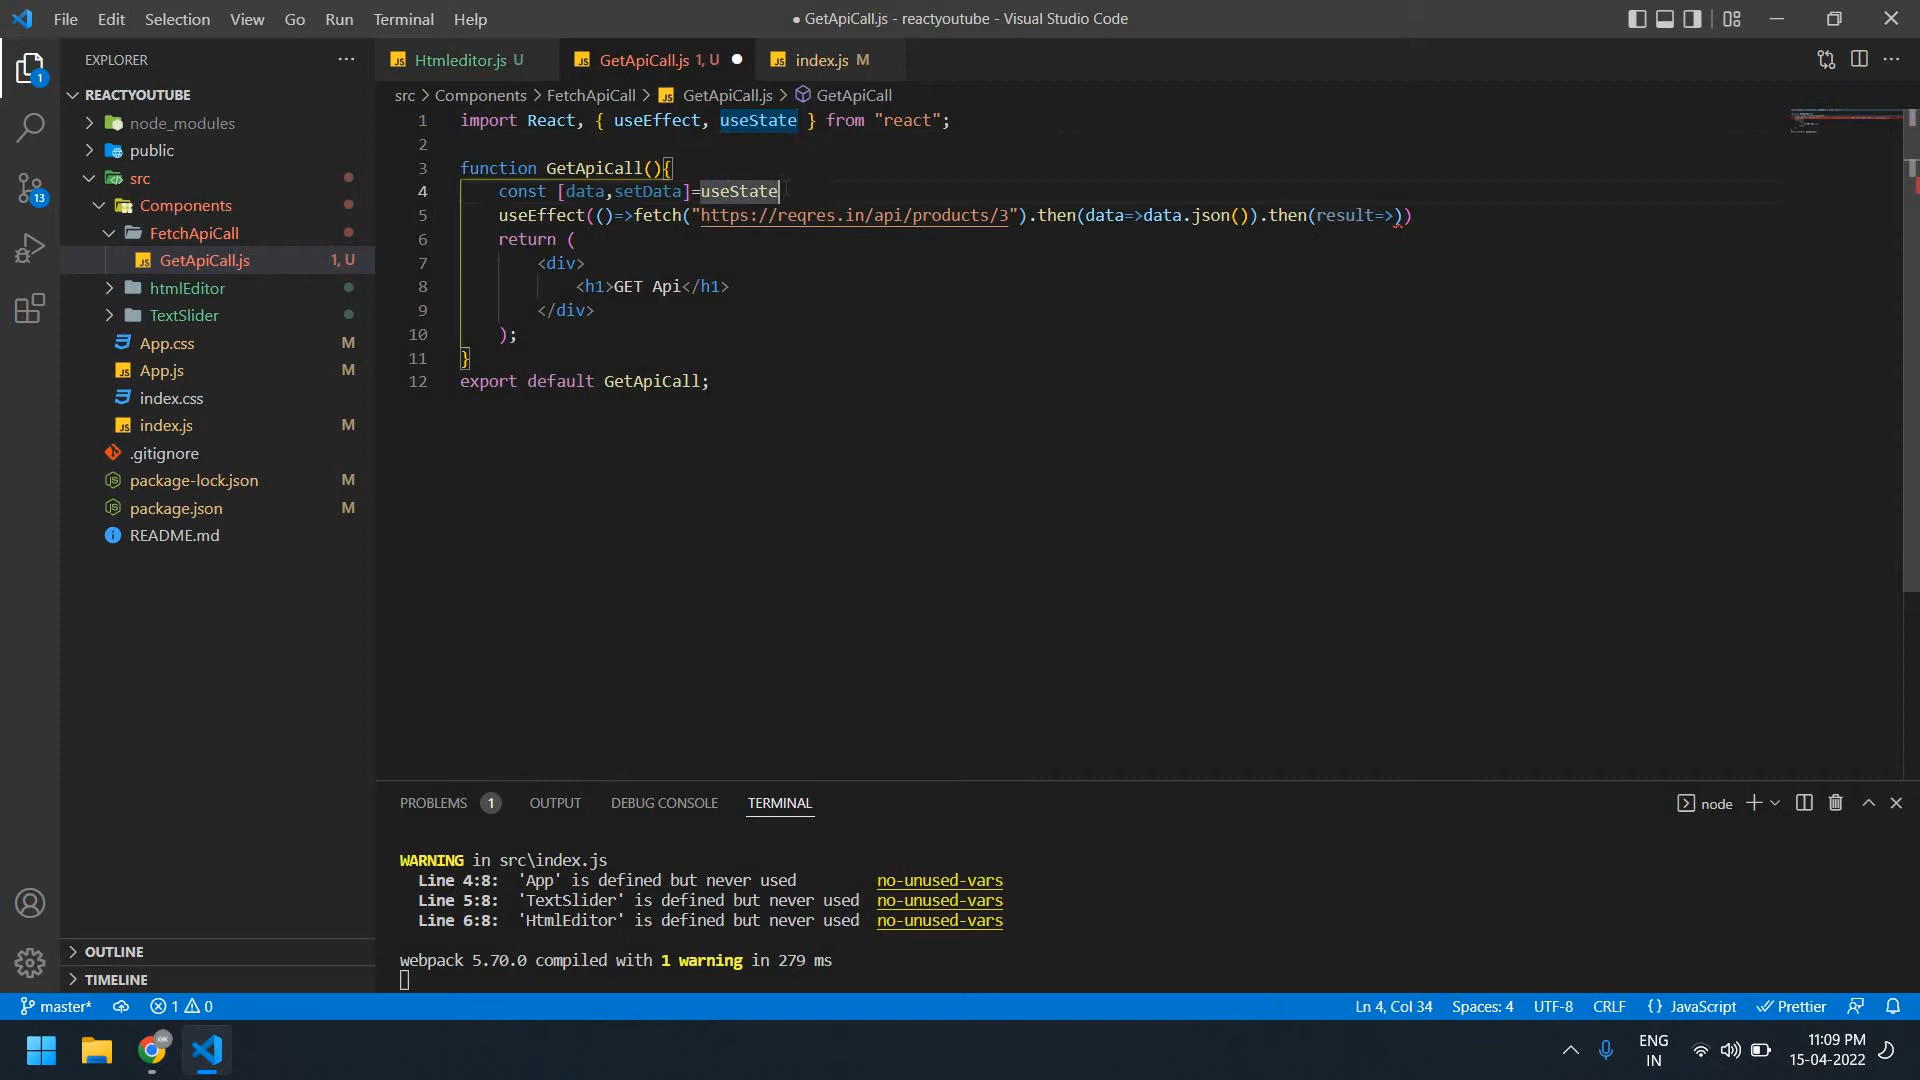 File Edit Selection View Go Run Terminal Help
● GetApiCall.js - reactyoutube - Visual Studio Code
EXPLORER
Htmleditor.js U
GetApiCall.js 1, U
index.js M
src > Components > FetchApiCall > GetApiCall.js > GetApiCall
1
13
REACTYOUTUBE
node_modules
public
src
Components
FetchApiCall
GetApiCall.js 1, U
htmlEditor
TextSlider
App.css M
App.js M
index.css
index.js M
.gitignore
package-lock.json M
package.json M
README.md
OUTLINE
TIMELINE
1 import React, { useEffect, useState } from "react";
2
3 function GetApiCall(){
4 const [data,setData]=useState
5 useEffect(()=>fetch("https://reqres.in/api/products/3").then(data=>data.json()).then(result=>))
6 return (
7 <div>
8 <h1>GET Api</h1>
9 </div>
10 );
11 }
12 export default GetApiCall;
PROBLEMS 1 OUTPUT DEBUG CONSOLE TERMINAL
node
WARNING in src\index.js
Line 4:8: 'App' is defined but never used no-unused-vars
Line 5:8: 'TextSlider' is defined but never used no-unused-vars
Line 6:8: 'HtmlEditor' is defined but never used no-unused-vars
webpack 5.70.0 compiled with 1 warning in 279 ms
master* 1 0
Ln 4, Col 34 Spaces: 4 UTF-8 CRLF {} JavaScript Prettier
ENG
IN
11:09 PM
15-04-2022